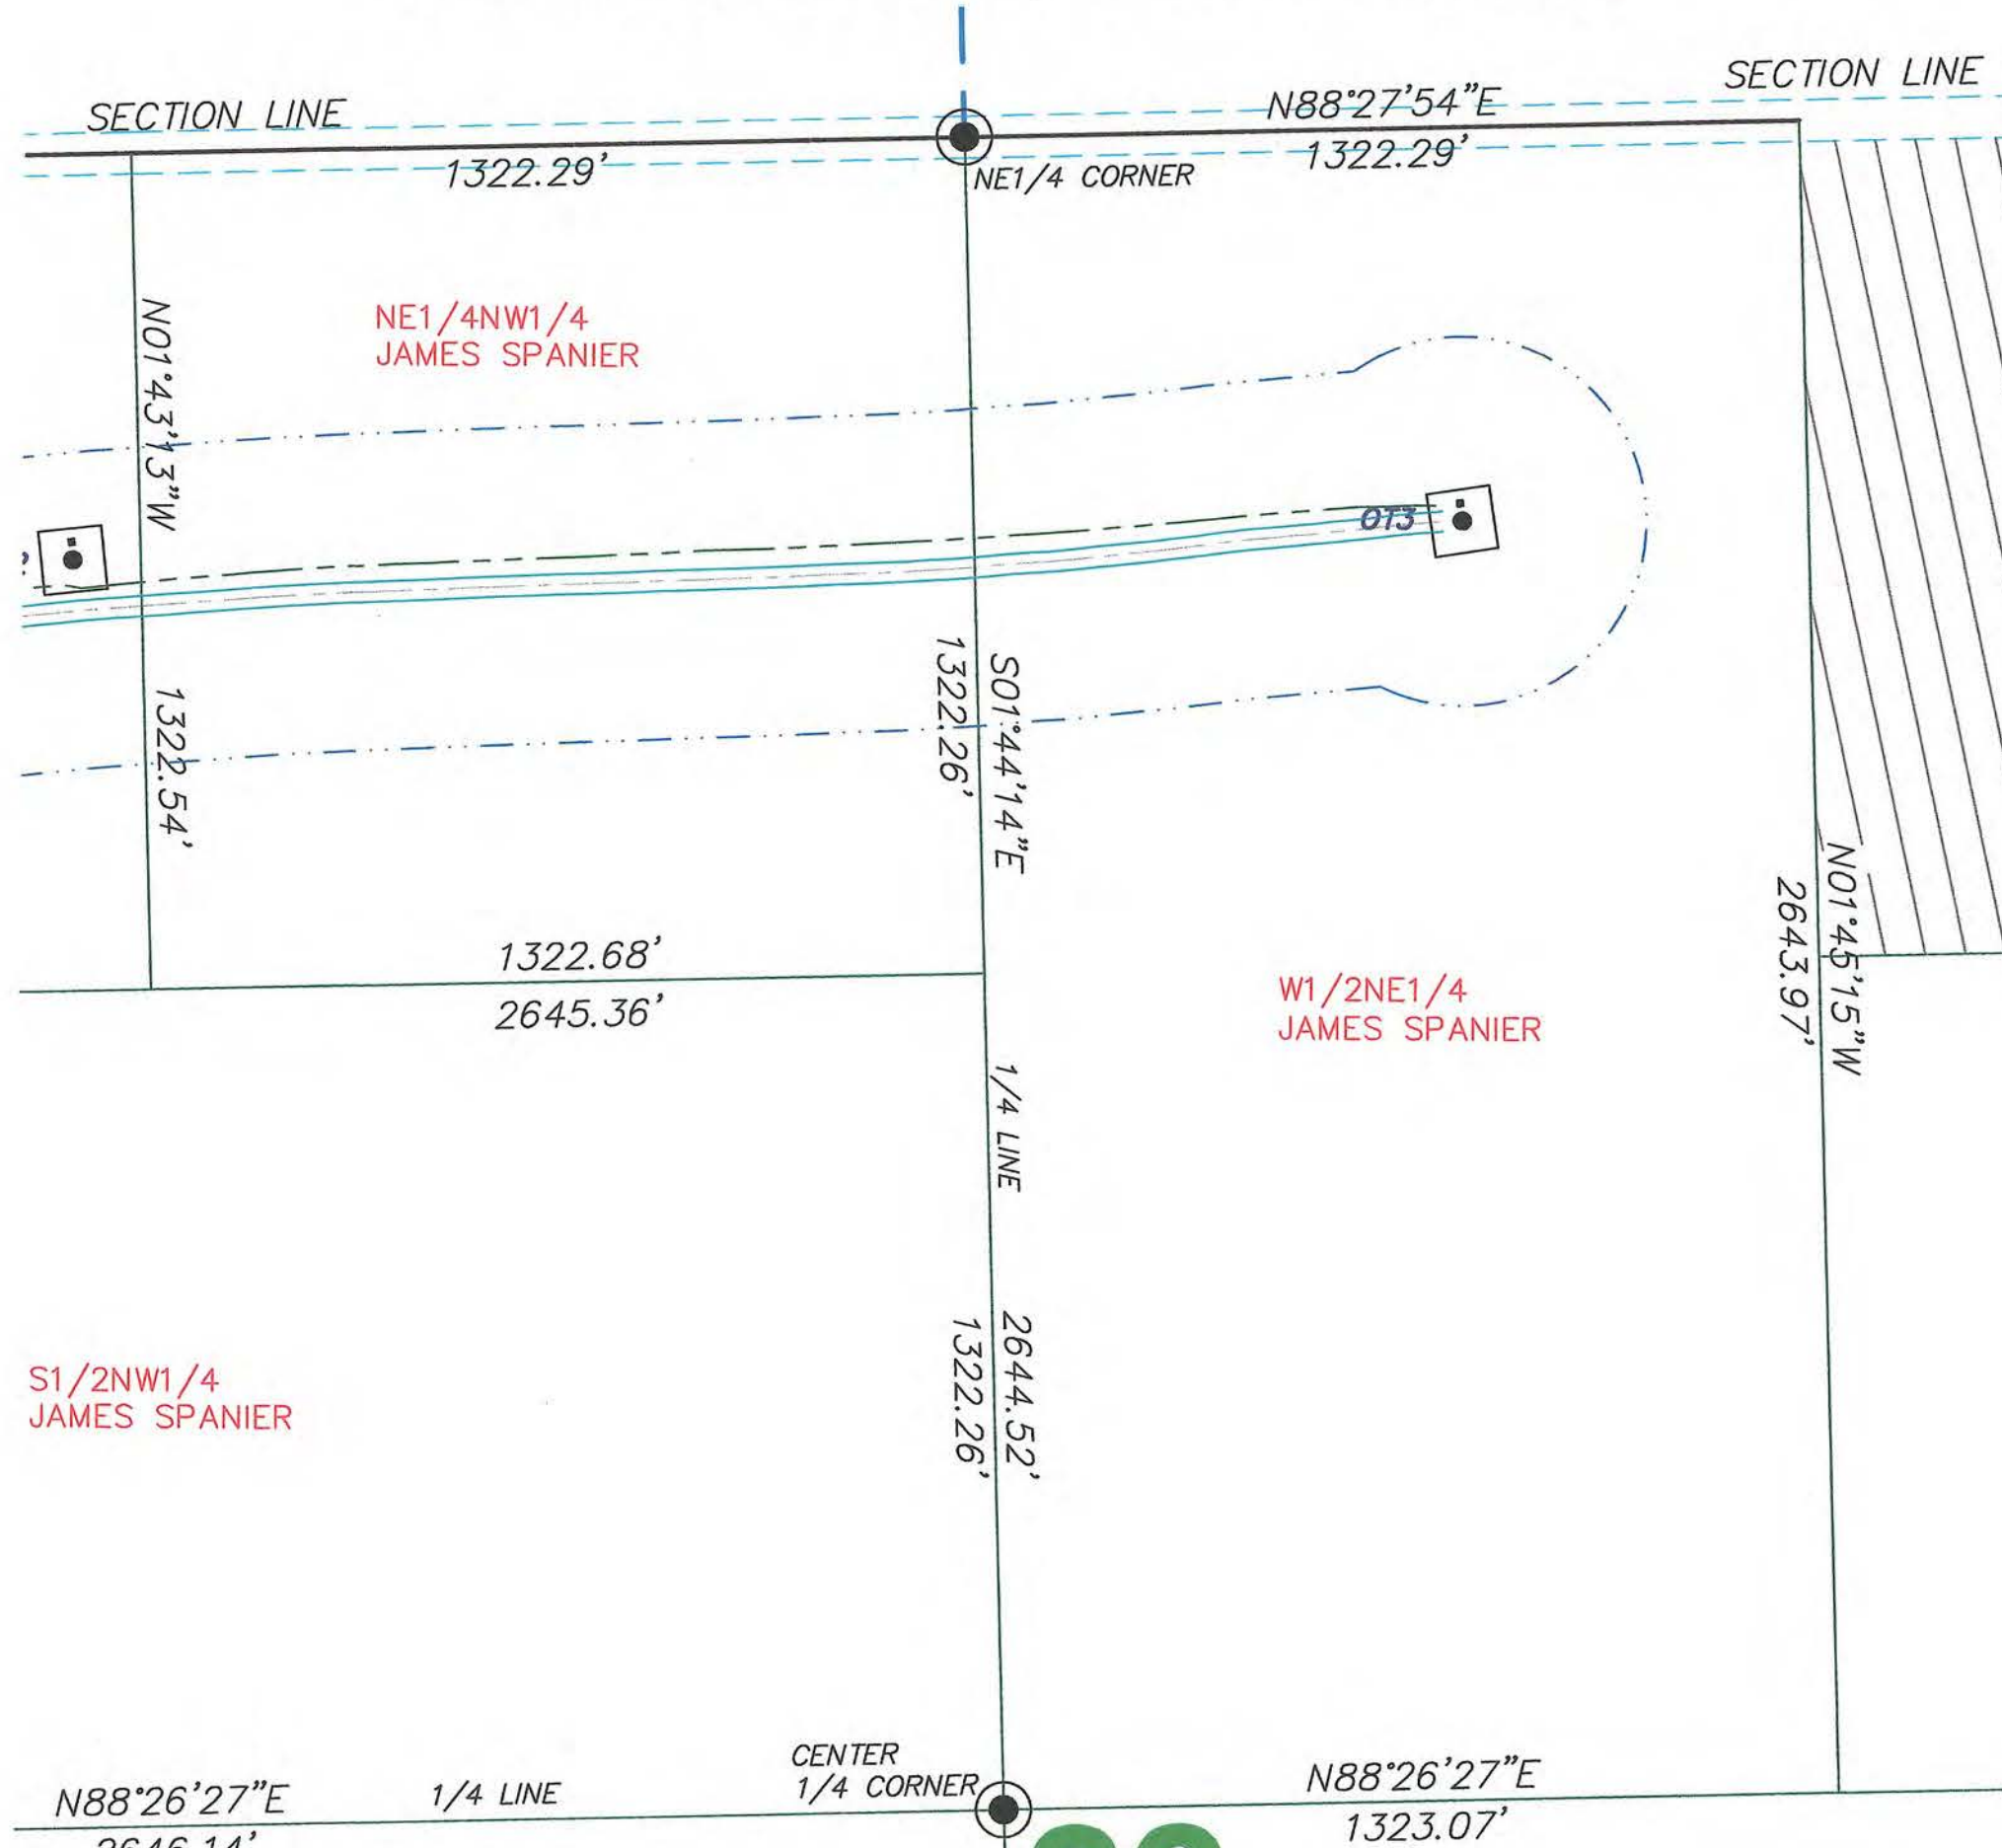 SECTION LINE
N88°27'54"E
SECTION LINE
1322.29'
NE1/4 CORNER
1322.29'
N01°43'13"W
NE1/4NW1/4
JAMES SPANIER
OT3
1322.54'
1322.26'
S01°44'14"E
1322.68'
2645.36'
W1/2NE1/4
JAMES SPANIER
2643.97'
N01°45'15"W
1/4 LINE
S1/2NW1/4
JAMES SPANIER
1322.26'
2644.52'
CENTER
1/4 CORNER
N88°26'27"E
1/4 LINE
N88°26'27"E
1323.07'
2646.14'